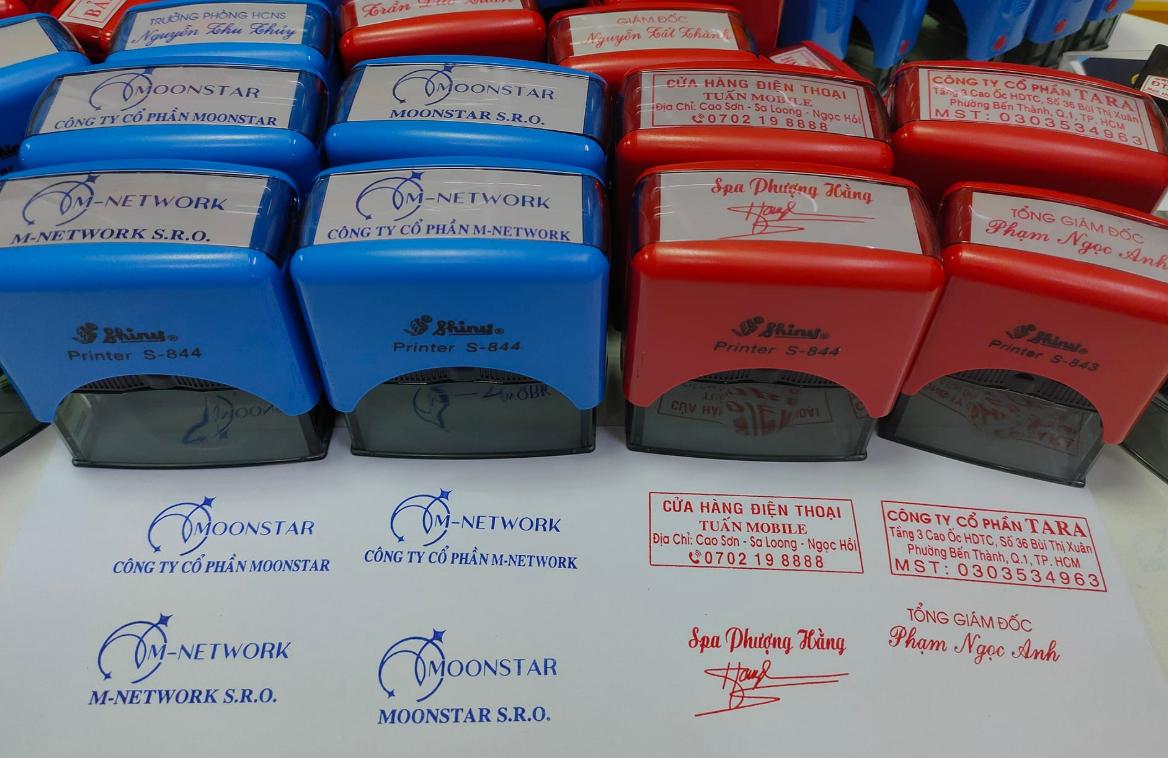 TRƯỞNG PHÒNG HCNS
Nguyễn Thu Thủy
Trần Đức Xuân
GIÁM ĐỐC
Nguyễn Tất Thành
MOONSTAR
CÔNG TY CỔ PHẦN MOONSTAR
MOONSTAR
MOONSTAR S.R.O.
CỬA HÀNG ĐIỆN THOẠI
TUẤN MOBILE
Địa Chỉ: Cao Sơn - Sa Loong - Ngọc Hồi
0702 19 8888
CÔNG TY CỔ PHẦN TARA
Tầng 3 Cao Ốc HDTC, Số 36 Bùi Thị Xuân
Phường Bến Thành, Q.1, TP. HCM
MST: 0303534963
M-NETWORK
M-NETWORK S.R.O.
M-NETWORK
CÔNG TY CỔ PHẦN M-NETWORK
Spa Phượng Hằng
TỔNG GIÁM ĐỐC
Phạm Ngọc Anh
Shiny®
Printer S-844
Shiny®
Printer S-844
Shiny®
Printer S-844
Shiny®
Printer S-843
MOONSTAR
CÔNG TY CỔ PHẦN MOONSTAR
M-NETWORK
CÔNG TY CỔ PHẦN M-NETWORK
CỬA HÀNG ĐIỆN THOẠI
TUẤN MOBILE
Địa Chỉ: Cao Sơn - Sa Loong - Ngọc Hồi
0702 19 8888
CÔNG TY CỔ PHẦN TARA
Tầng 3 Cao Ốc HDTC, Số 36 Bùi Thị Xuân
Phường Bến Thành, Q.1, TP. HCM
MST: 0303534963
M-NETWORK
M-NETWORK S.R.O.
MOONSTAR
MOONSTAR S.R.O.
Spa Phượng Hằng
TỔNG GIÁM ĐỐC
Phạm Ngọc Anh